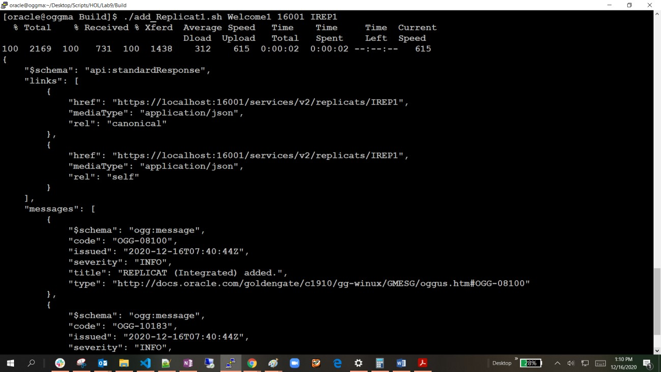 oracle@oggma:~/Desktop/Scripts/HOL/Lab9/Build
[oracle@oggma Build]$ ./add_Replicat1.sh Welcome1 16001 IREP1
  % Total    % Received % Xferd  Average Speed   Time    Time     Time  Current
                                 Dload  Upload   Total   Spent    Left  Speed
100  2169  100   731  100  1438    312    615  0:00:02  0:00:02 --:--:--   615
{
    "$schema": "api:standardResponse",
    "links": [
        {
            "href": "https://localhost:16001/services/v2/replicats/IREP1",
            "mediaType": "application/json",
            "rel": "canonical"
        },
        {
            "href": "https://localhost:16001/services/v2/replicats/IREP1",
            "mediaType": "application/json",
            "rel": "self"
        }
    ],
    "messages": [
        {
            "$schema": "ogg:message",
            "code": "OGG-08100",
            "issued": "2020-12-16T07:40:44Z",
            "severity": "INFO",
            "title": "REPLICAT (Integrated) added.",
            "type": "http://docs.oracle.com/goldengate/c1910/gg-winux/GMESG/oggus.htm#OGG-08100"
        },
        {
            "$schema": "ogg:message",
            "code": "OGG-10183",
            "issued": "2020-12-16T07:40:44Z",
            "severity": "INFO",
Desktop
1:10 PM
12/16/2020